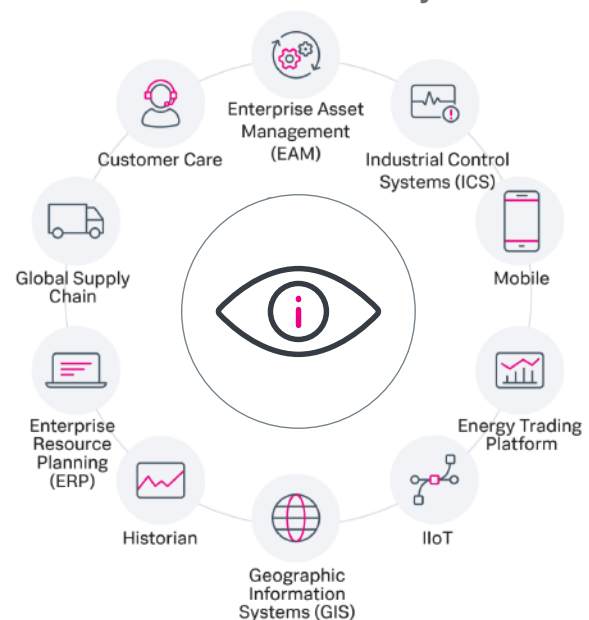 Enterprise Asset
Management
(EAM)
Industrial Control
Systems (ICS)
Mobile
Energy Trading
Platform
IIoT
Geographic
Information
Systems (GIS)
Historian
Enterprise
Resource
Planning
(ERP)
Global Supply
Chain
Customer Care
i